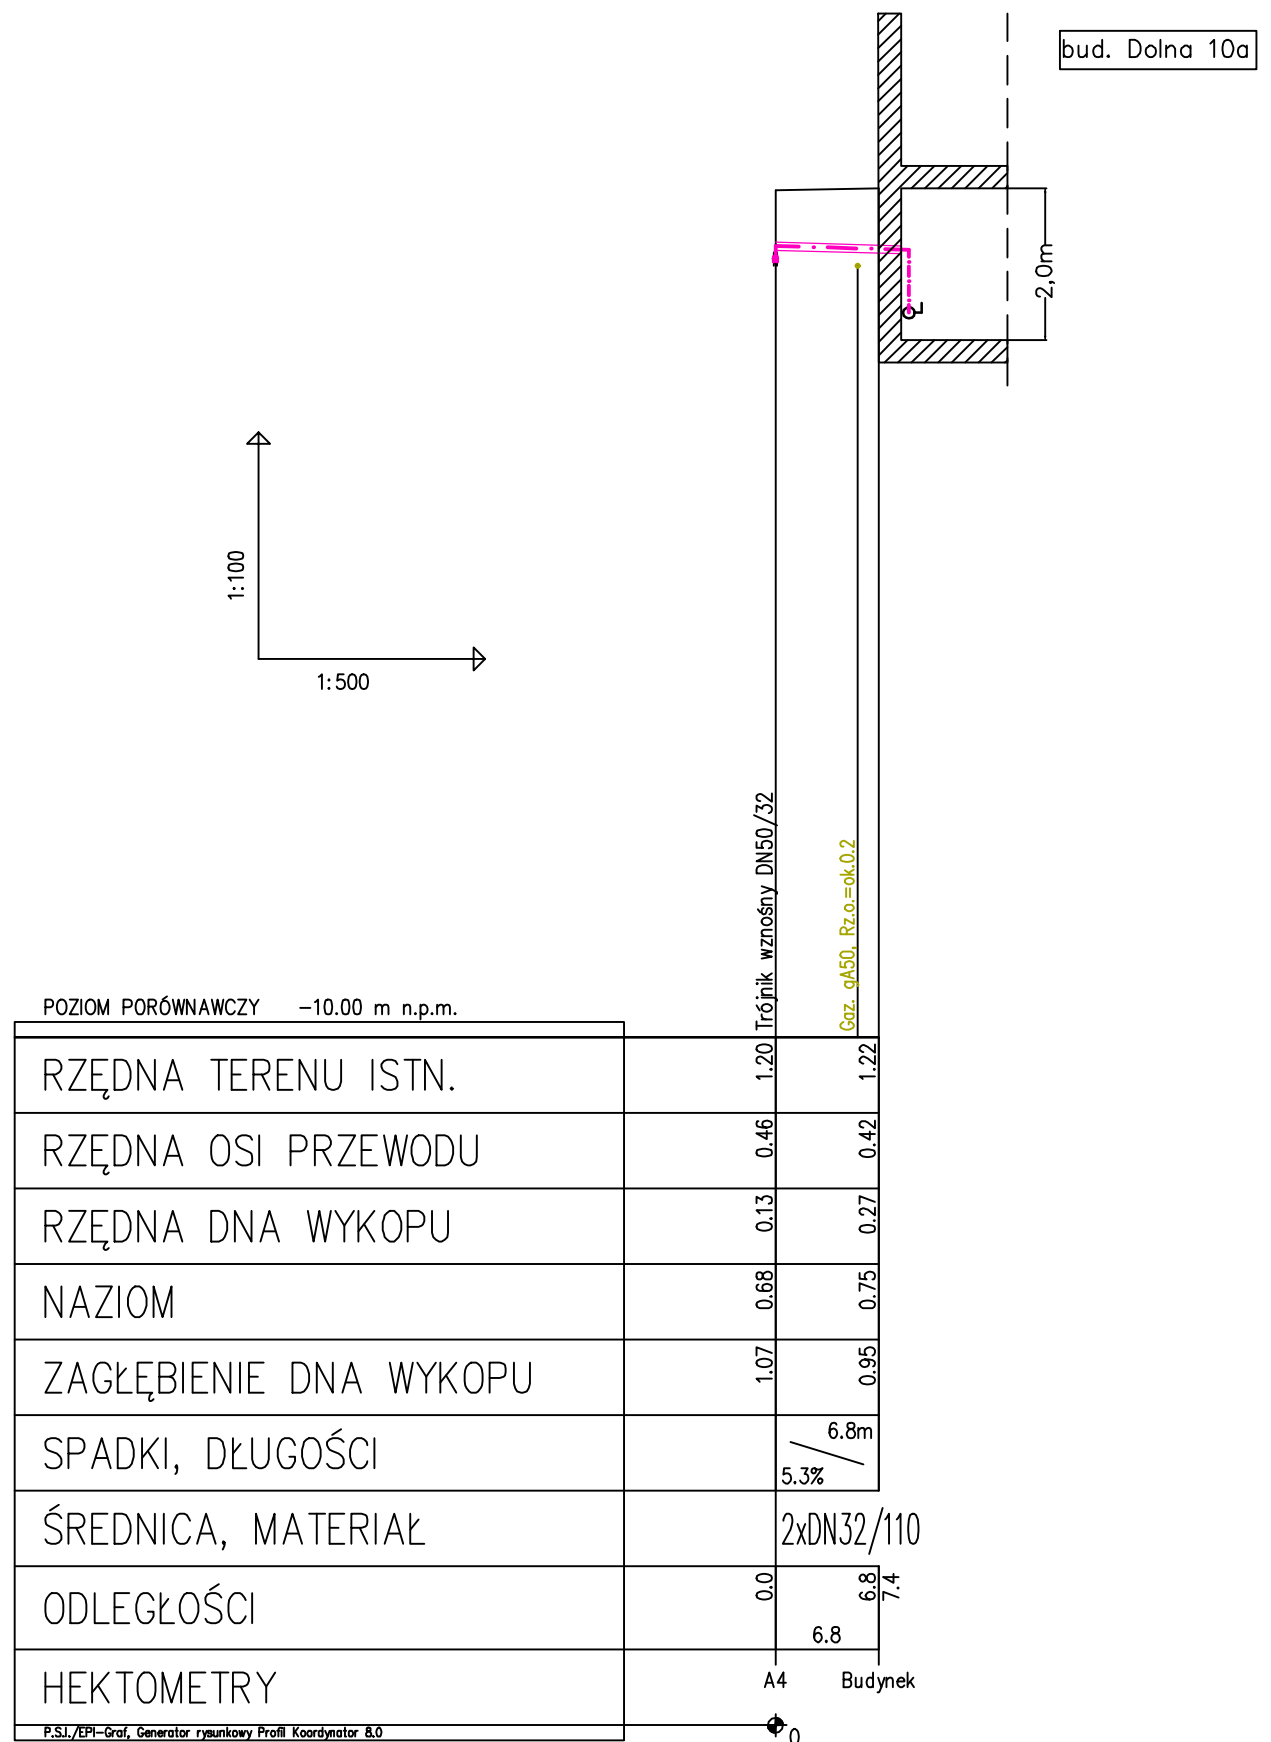 bud. Dolna 10a
2,0m
1:100
1:500
Trójnik wznośny DN50/32
Gaz. gA50, Rz.o.=ok.0.2
POZIOM PORÓWNAWCZY -10.00 m n.p.m.
RZĘDNA TERENU ISTN. 1.20 1.22
RZĘDNA OSI PRZEWODU 0.46 0.42
RZĘDNA DNA WYKOPU 0.13 0.27
NAZIOM 0.68 0.75
ZAGŁĘBIENIE DNA WYKOPU 1.07 0.95
SPADKI, DŁUGOŚCI 5.3% 6.8m
ŚREDNICA, MATERIAŁ 2xDN32/110
ODLEGŁOŚCI 0.0 6.8 7.4
6.8
HEKTOMETRY A4 Budynek
P.S.I./EPI-Graf, Generator rysunkowy Profil Koordynator 8.0
0